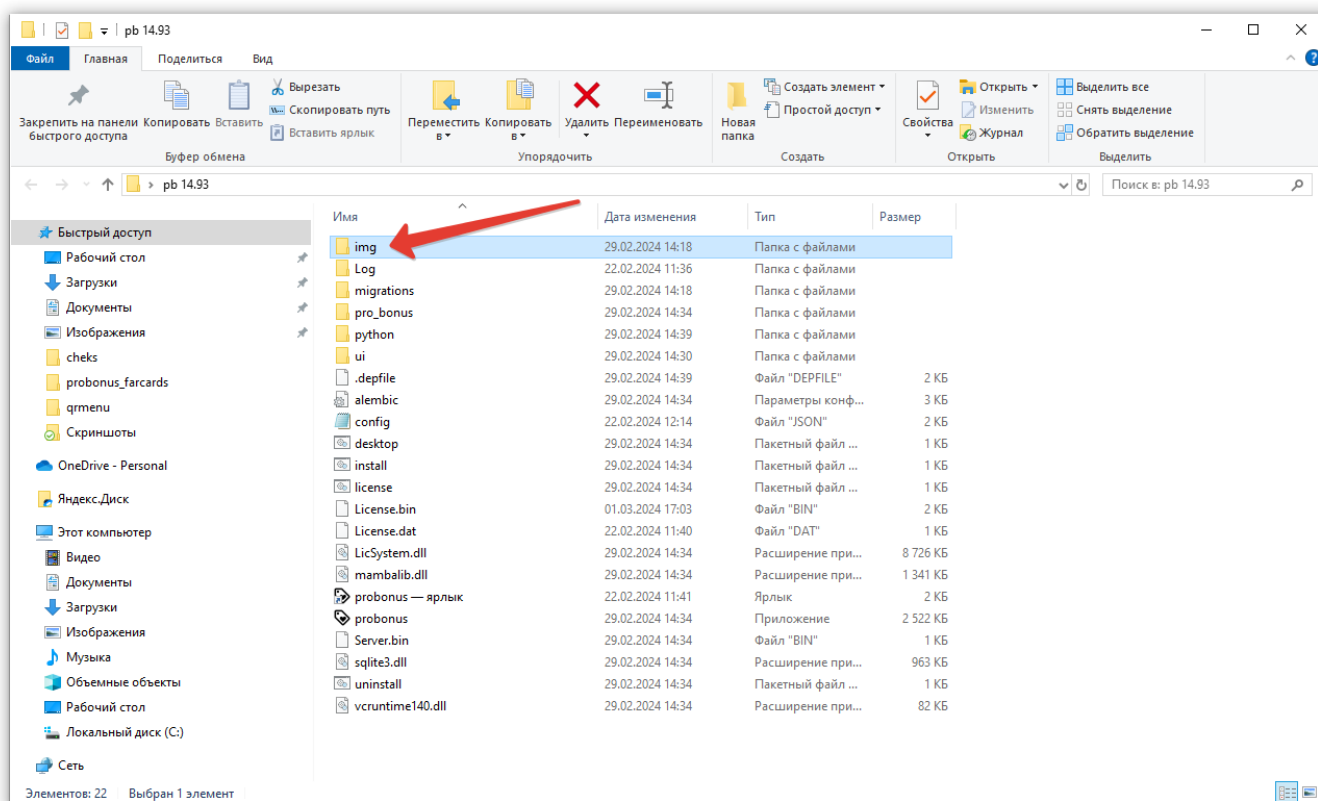 pb 14.93
Файл Главная Поделиться Вид
Закрепить на панели быстрого доступа
Копировать
Вставить
Вырезать
Скопировать путь
Вставить ярлык
Буфер обмена
Переместить в
Копировать в
Удалить
Переименовать
Упорядочить
Новая папка
Создать элемент
Простой доступ
Создать
Свойства
Открыть
Изменить
Журнал
Открыть
Выделить все
Снять выделение
Обратить выделение
Выделить
pb 14.93
Поиск в: pb 14.93
Быстрый доступ
Рабочий стол
Загрузки
Документы
Изображения
cheks
probonus_farcards
qrmenu
Скриншоты
OneDrive - Personal
Яндекс.Диск
Этот компьютер
Видео
Документы
Загрузки
Изображения
Музыка
Объемные объекты
Рабочий стол
Локальный диск (C:)
Сеть
Имя Дата изменения Тип Размер
img 29.02.2024 14:18 Папка с файлами
Log 22.02.2024 11:36 Папка с файлами
migrations 29.02.2024 14:18 Папка с файлами
pro_bonus 29.02.2024 14:34 Папка с файлами
python 29.02.2024 14:39 Папка с файлами
ui 29.02.2024 14:30 Папка с файлами
.depfile 29.02.2024 14:39 Файл "DEPFILE" 2 КБ
alembic 29.02.2024 14:34 Параметры конф... 3 КБ
config 22.02.2024 12:14 Файл "JSON" 2 КБ
desktop 29.02.2024 14:34 Пакетный файл ... 1 КБ
install 29.02.2024 14:34 Пакетный файл ... 1 КБ
license 29.02.2024 14:34 Пакетный файл ... 1 КБ
License.bin 01.03.2024 17:03 Файл "BIN" 2 КБ
License.dat 22.02.2024 11:40 Файл "DAT" 1 КБ
LicSystem.dll 29.02.2024 14:34 Расширение при... 8 726 КБ
mambalib.dll 29.02.2024 14:34 Расширение при... 1 341 КБ
probonus — ярлык 22.02.2024 11:41 Ярлык 2 КБ
probonus 29.02.2024 14:34 Приложение 2 522 КБ
Server.bin 29.02.2024 14:34 Файл "BIN" 1 КБ
sqlite3.dll 29.02.2024 14:34 Расширение при... 963 КБ
uninstall 29.02.2024 14:34 Пакетный файл ... 1 КБ
vcruntime140.dll 29.02.2024 14:34 Расширение при... 82 КБ
Элементов: 22 Выбран 1 элемент